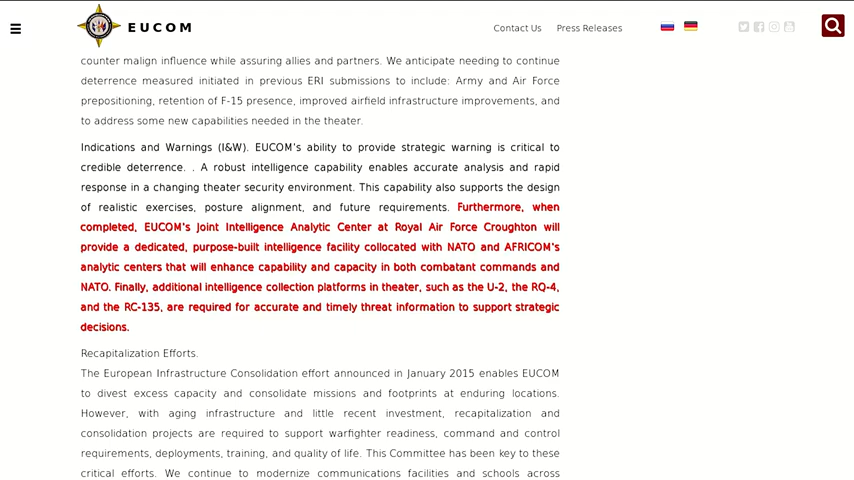 EUCOM
Contact Us Press Releases
counter malign influence while assuring allies and partners. We anticipate needing to continue
deterrence measured initiated in previous ERI submissions to include: Army and Air Force
prepositioning, retention of F-15 presence, improved airfield infrastructure improvements, and
to address some new capabilities needed in the theater.
Indications and Warnings (I&W). EUCOM's ability to provide strategic warning is critical to
credible deterrence. . A robust intelligence capability enables accurate analysis and rapid
response in a changing theater security environment. This capability also supports the design
of realistic exercises, posture alignment, and future requirements. Furthermore, when
completed, EUCOM's Joint Intelligence Analytic Center at Royal Air Force Croughton will
provide a dedicated, purpose-built intelligence facility collocated with NATO and AFRICOM's
analytic centers that will enhance capability and capacity in both combatant commands and
NATO. Finally, additional intelligence collection platforms in theater, such as the U-2, the RQ-4,
and the RC-135, are required for accurate and timely threat information to support strategic
decisions.
Recapitalization Efforts.
The European Infrastructure Consolidation effort announced in January 2015 enables EUCOM
to divest excess capacity and consolidate missions and footprints at enduring locations.
However, with aging infrastructure and little recent investment, recapitalization and
consolidation projects are required to support warfighter readiness, command and control
requirements, deployments, training, and quality of life. This Committee has been key to these
critical efforts. We continue to modernize communications facilities and schools across